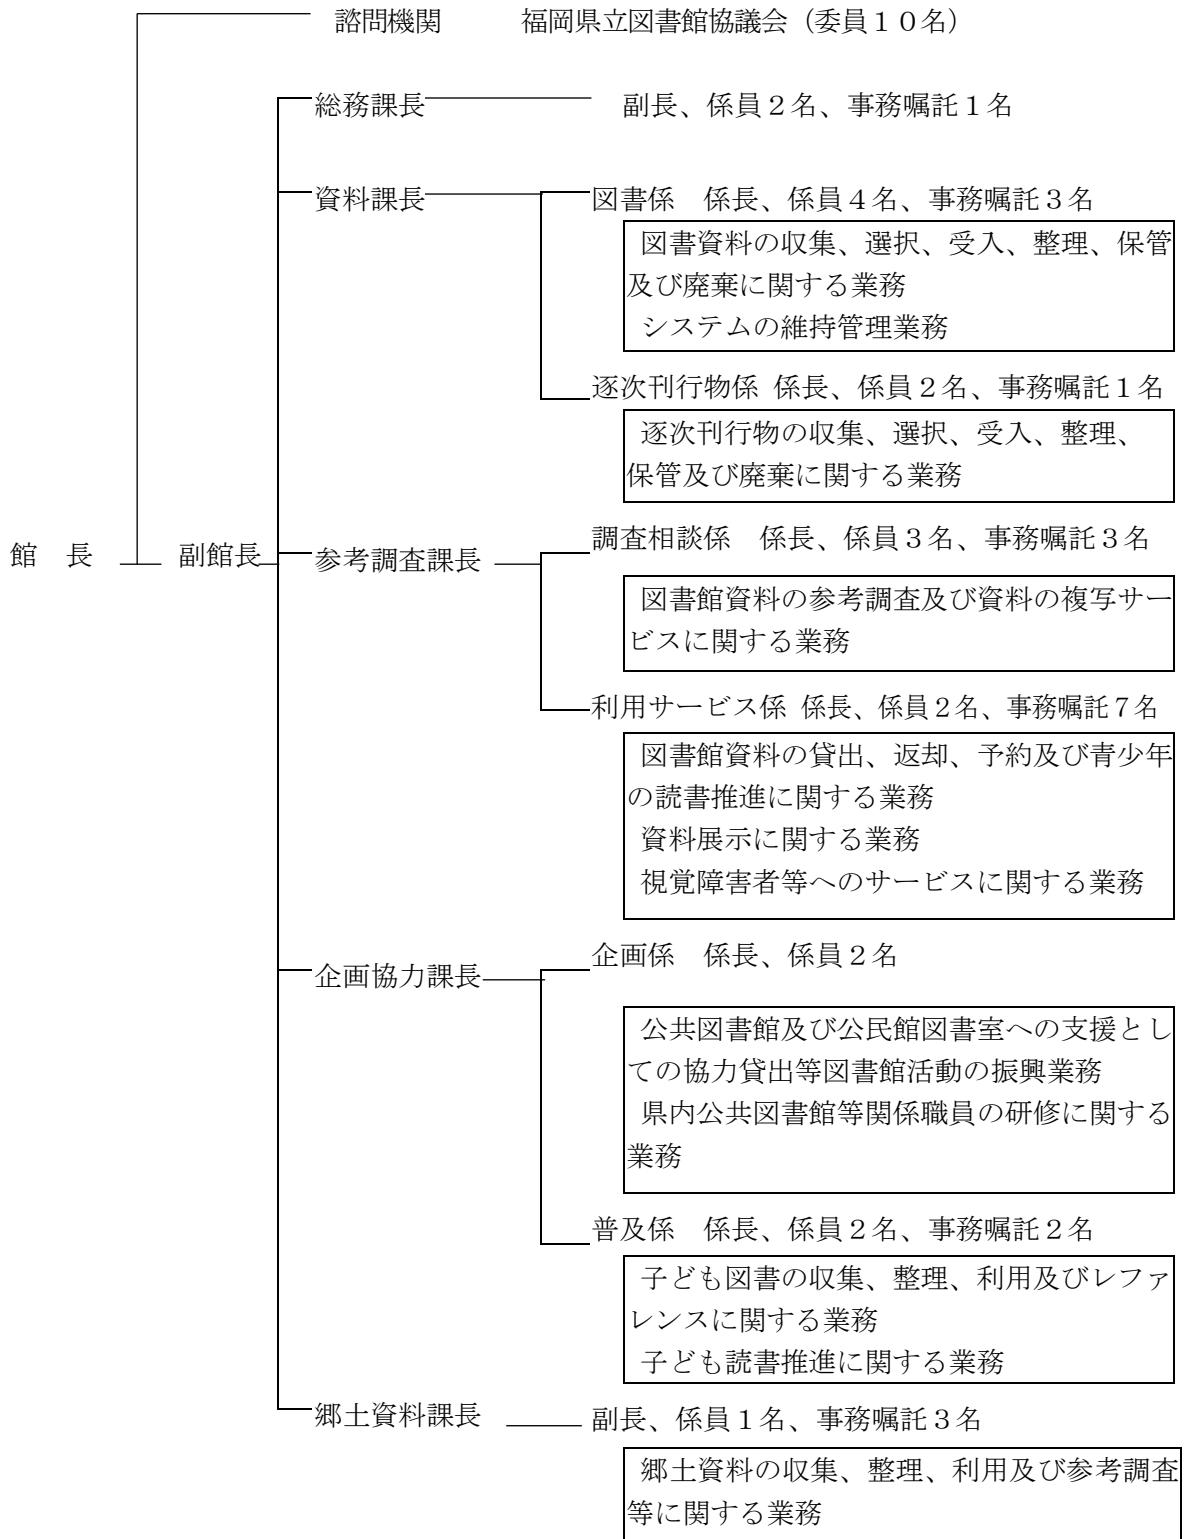 諮問機関　　福岡県立図書館協議会（委員１０名）
総務課長　　副長、係員２名、事務嘱託１名
資料課長　　図書係　係長、係員４名、事務嘱託３名
図書資料の収集、選択、受入、整理、保管
及び廃棄に関する業務
システムの維持管理業務
逐次刊行物係 係長、係員２名、事務嘱託１名
逐次刊行物の収集、選択、受入、整理、
保管及び廃棄に関する業務
館　長　　副館長　　参考調査課長　　調査相談係　係長、係員３名、事務嘱託３名
図書館資料の参考調査及び資料の複写サー
ビスに関する業務
利用サービス係 係長、係員２名、事務嘱託７名
図書館資料の貸出、返却、予約及び青少年
の読書推進に関する業務
資料展示に関する業務
視覚障害者等へのサービスに関する業務
企画協力課長　　企画係　係長、係員２名
公共図書館及び公民館図書室への支援とし
ての協力貸出等図書館活動の振興業務
県内公共図書館等関係職員の研修に関する
業務
普及係　係長、係員２名、事務嘱託２名
子ども図書の収集、整理、利用及びレファ
レンスに関する業務
子ども読書推進に関する業務
郷土資料課長　　副長、係員１名、事務嘱託３名
郷土資料の収集、整理、利用及び参考調査
等に関する業務